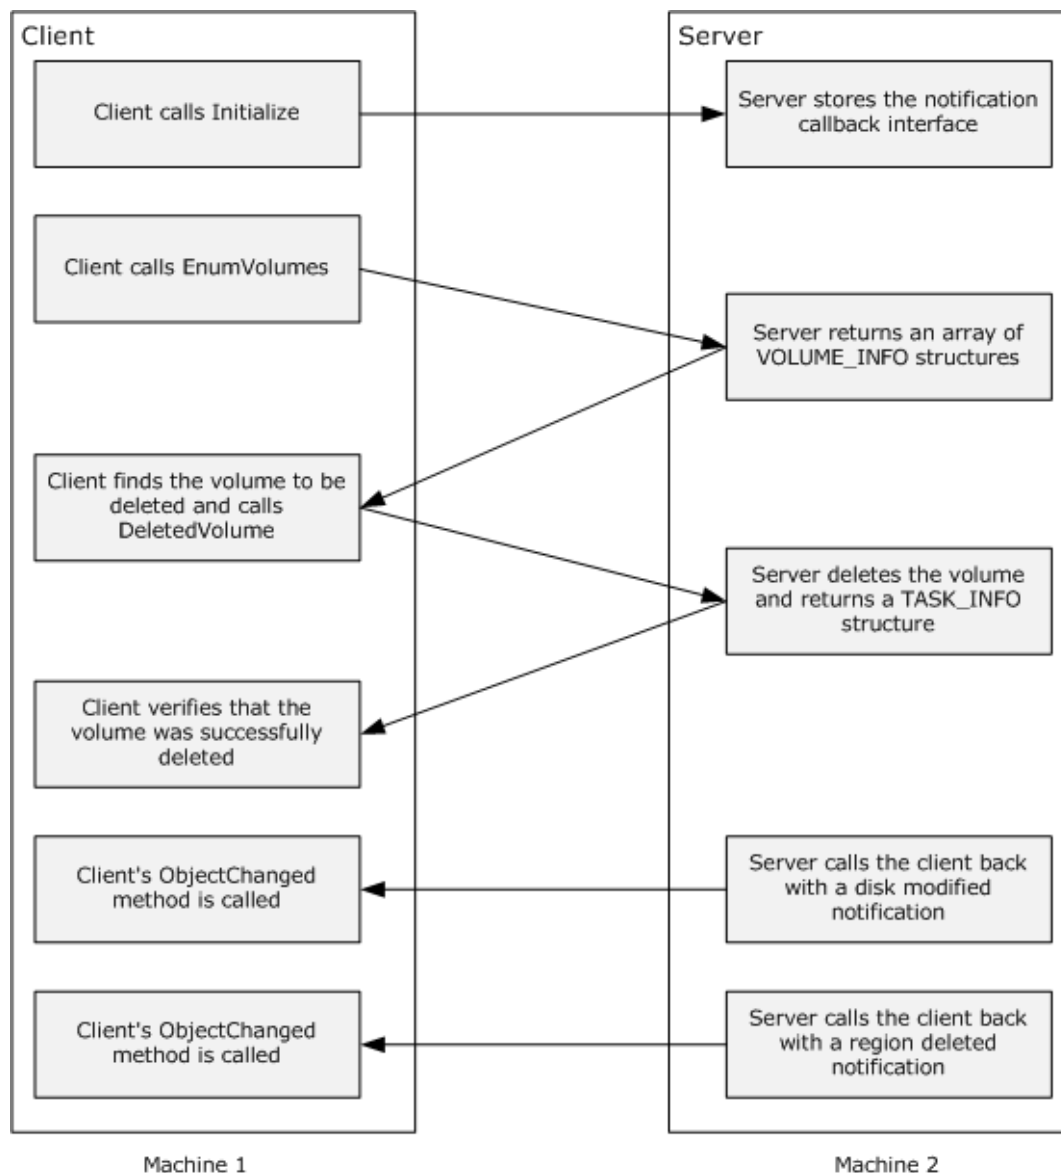 Client
Server
Client calls Initialize
Server stores the notification
callback interface
Client calls EnumVolumes
Server returns an array of
VOLUME_INFO structures
Client finds the volume to be
deleted and calls
DeletedVolume
Server deletes the volume
and returns a TASK_INFO
structure
Client verifies that the
volume was successfully
deleted
Client's ObjectChanged
method is called
Server calls the client back
with a disk modified
notification
Client's ObjectChanged
method is called
Server calls the client back
with a region deleted
notification
Machine 1
Machine 2